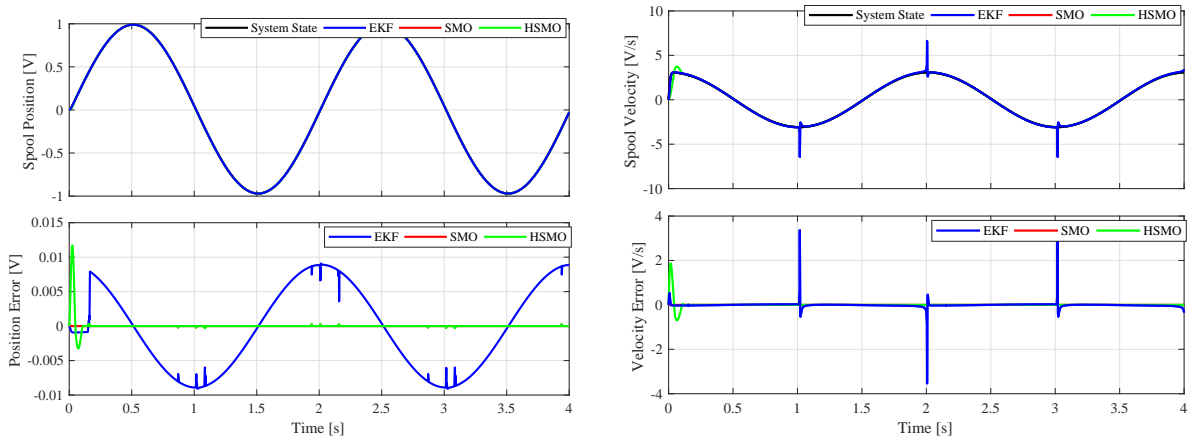 System State EKF SMO HSMO
Spool Position [V]
1
0.5
0
-0.5
-1
EKF SMO HSMO
Position Error [V]
0.015
0.01
0.005
0
-0.005
-0.01
0 0.5 1 1.5 2 2.5 3 3.5 4
Time [s]
System State EKF SMO HSMO
Spool Velocity [V/s]
10
5
0
-5
-10
EKF SMO HSMO
Velocity Error [V/s]
4
2
0
-2
-4
0 0.5 1 1.5 2 2.5 3 3.5 4
Time [s]